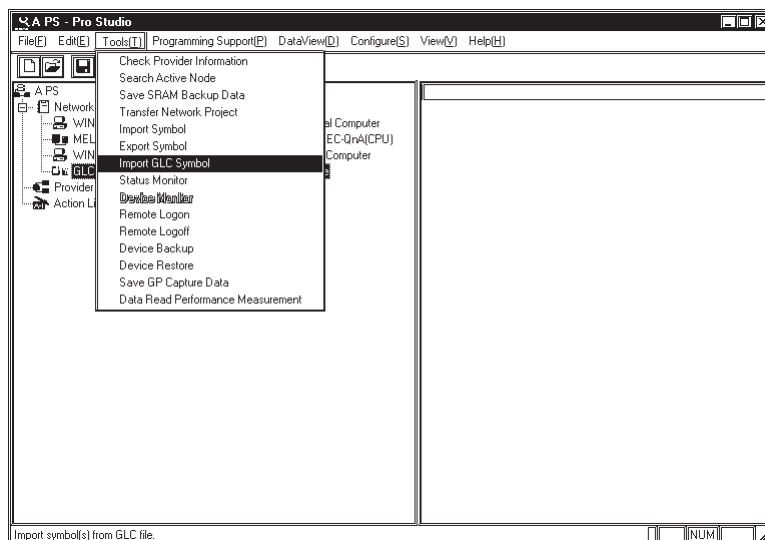 A PS - Pro Studio
File(F) Edit(E) Tools(T) Programming Support(P) DataView(D) Configure(S) View(V) Help(H)
Check Provider Information
Search Active Node
Save SRAM Backup Data
Transfer Network Project
Import Symbol
Export Symbol
Import GLC Symbol
Status Monitor
Device Monitor
Remote Logon
Remote Logoff
Device Backup
Device Restore
Save GP Capture Data
Data Read Performance Measurement
A PS
Network
WIN
al Computer
MEL
EC-QnA(CPU)
WIN
Computer
GLC
Provider
Action Li
Import symbol(s) from GLC file.
NUM